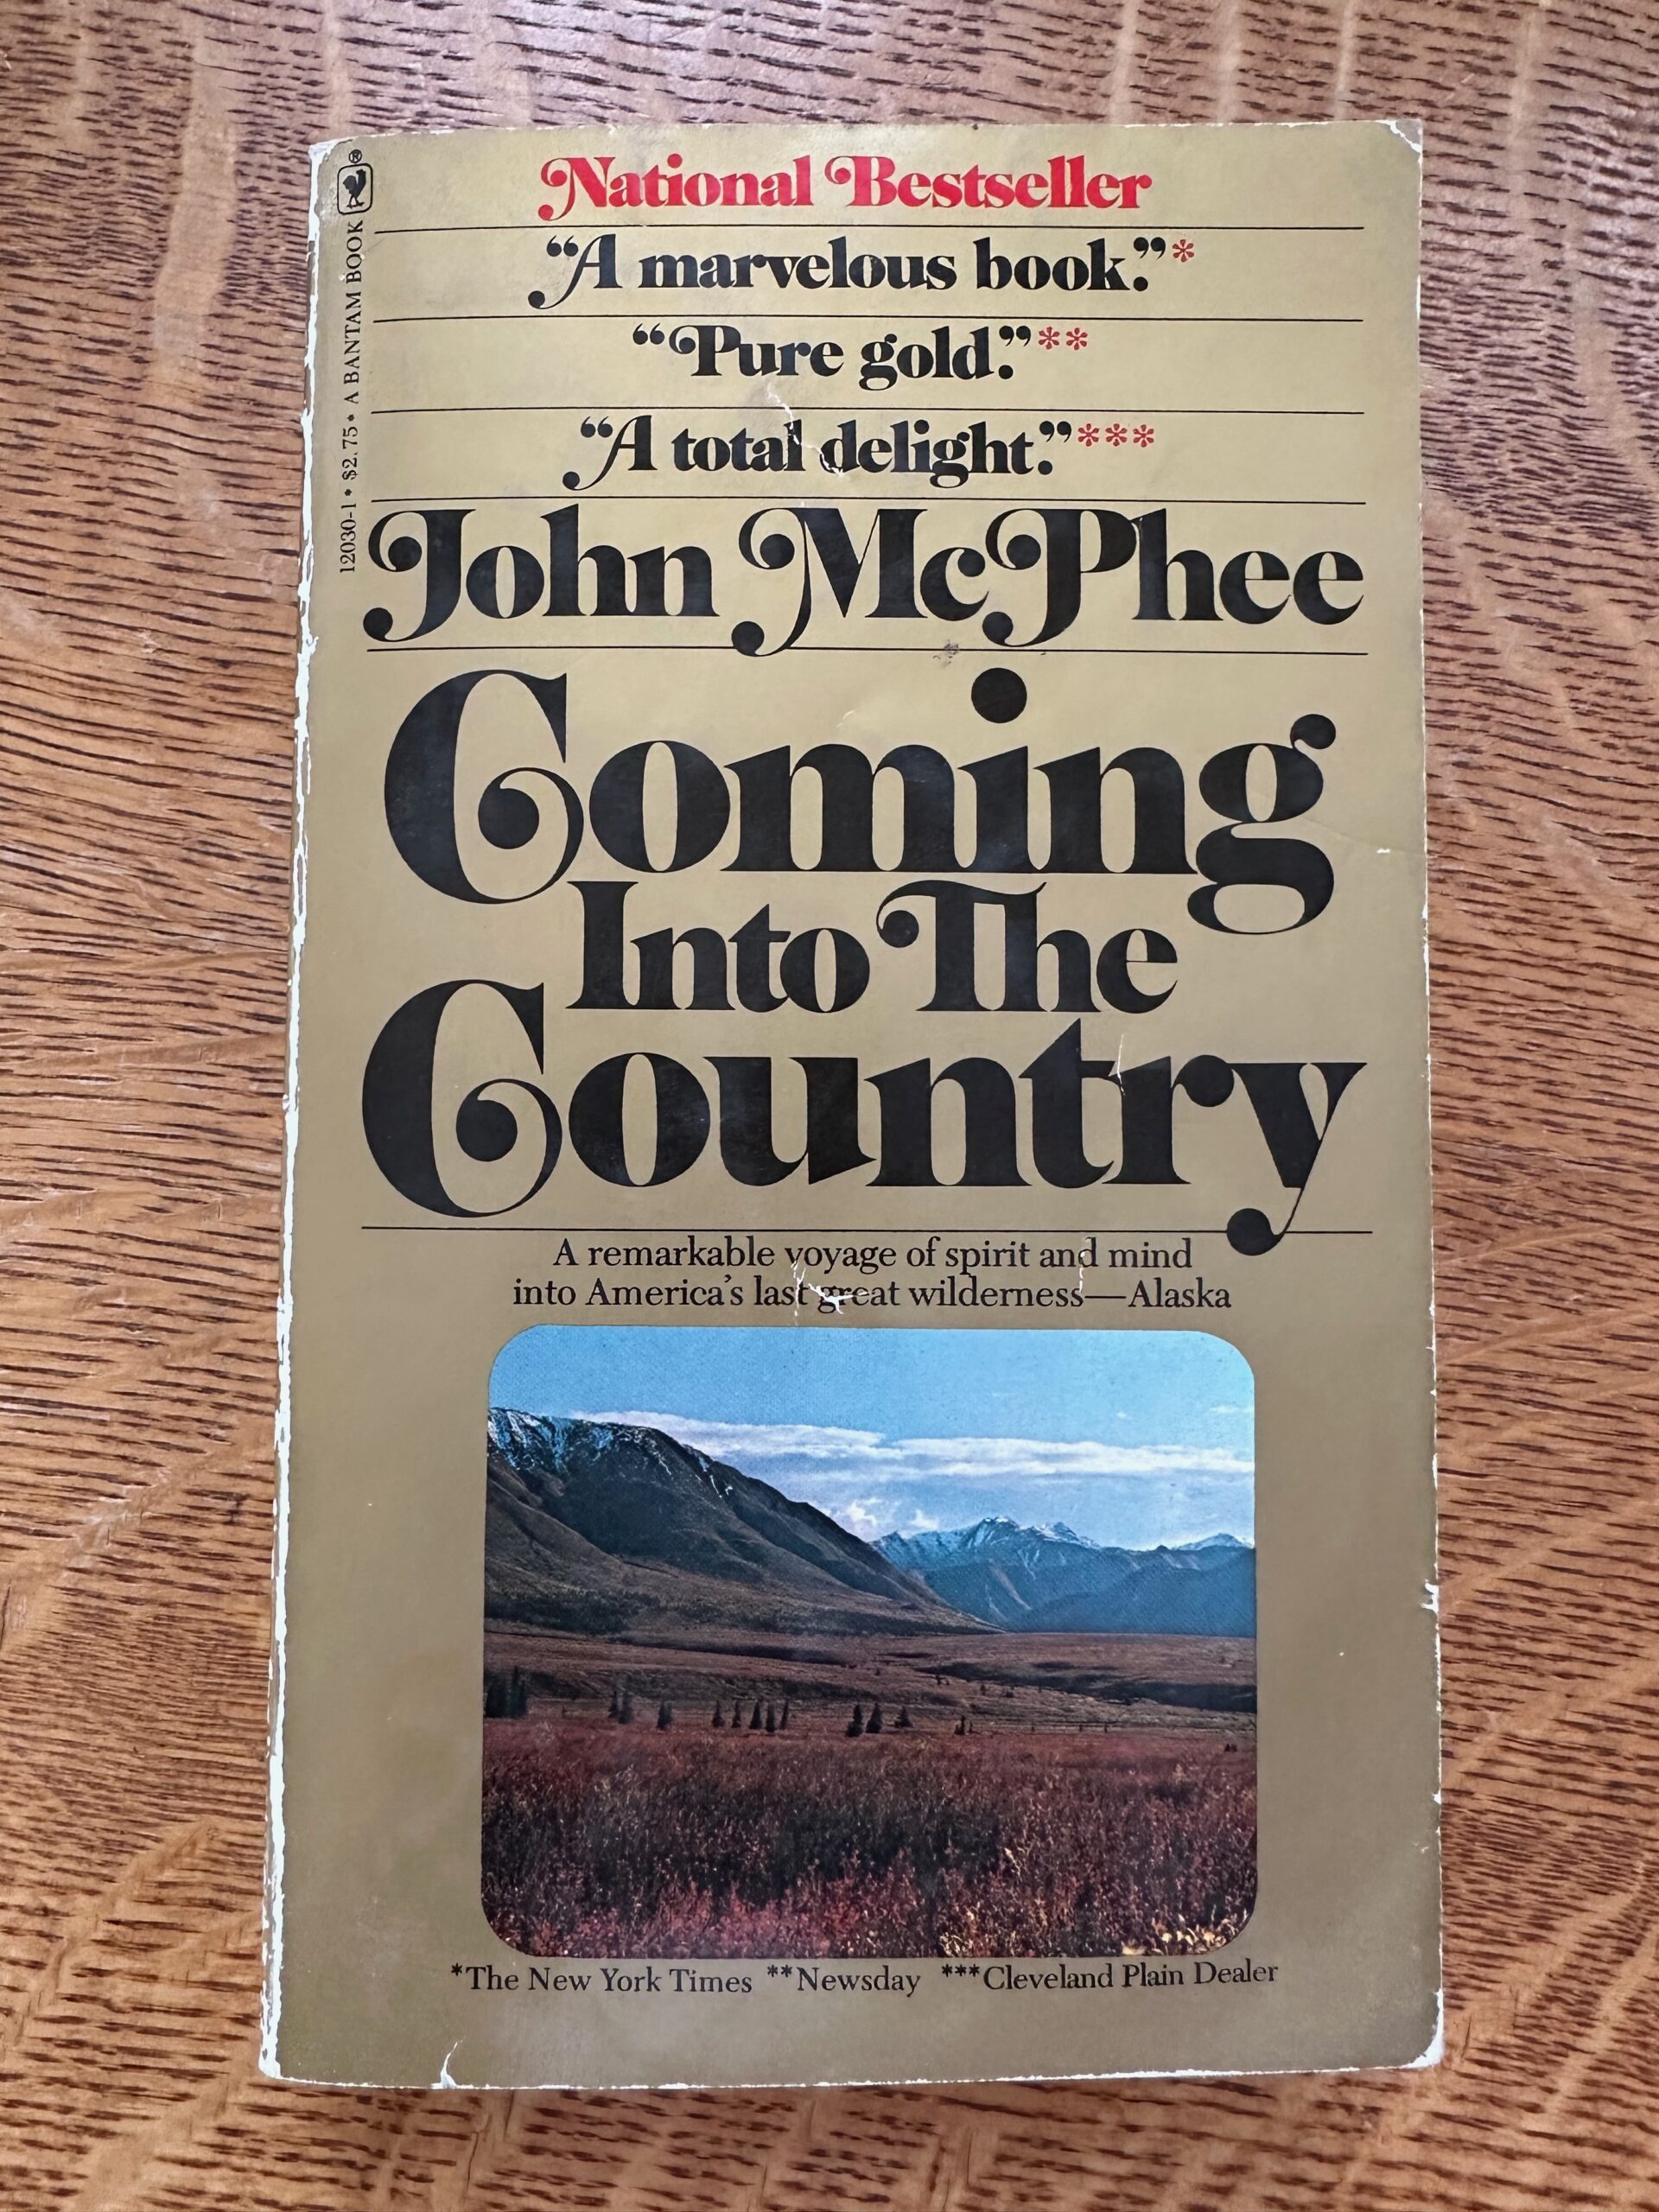 National Bestseller
“A marvelous book.”*
“Pure gold.”**
“A total delight.”***
John McPhee
Coming
Into The
Country
A remarkable voyage of spirit and mind
into America’s last great wilderness—Alaska
*The New York Times **Newsday ***Cleveland Plain Dealer
12030-1 • $2.75 • A BANTAM BOOK ®